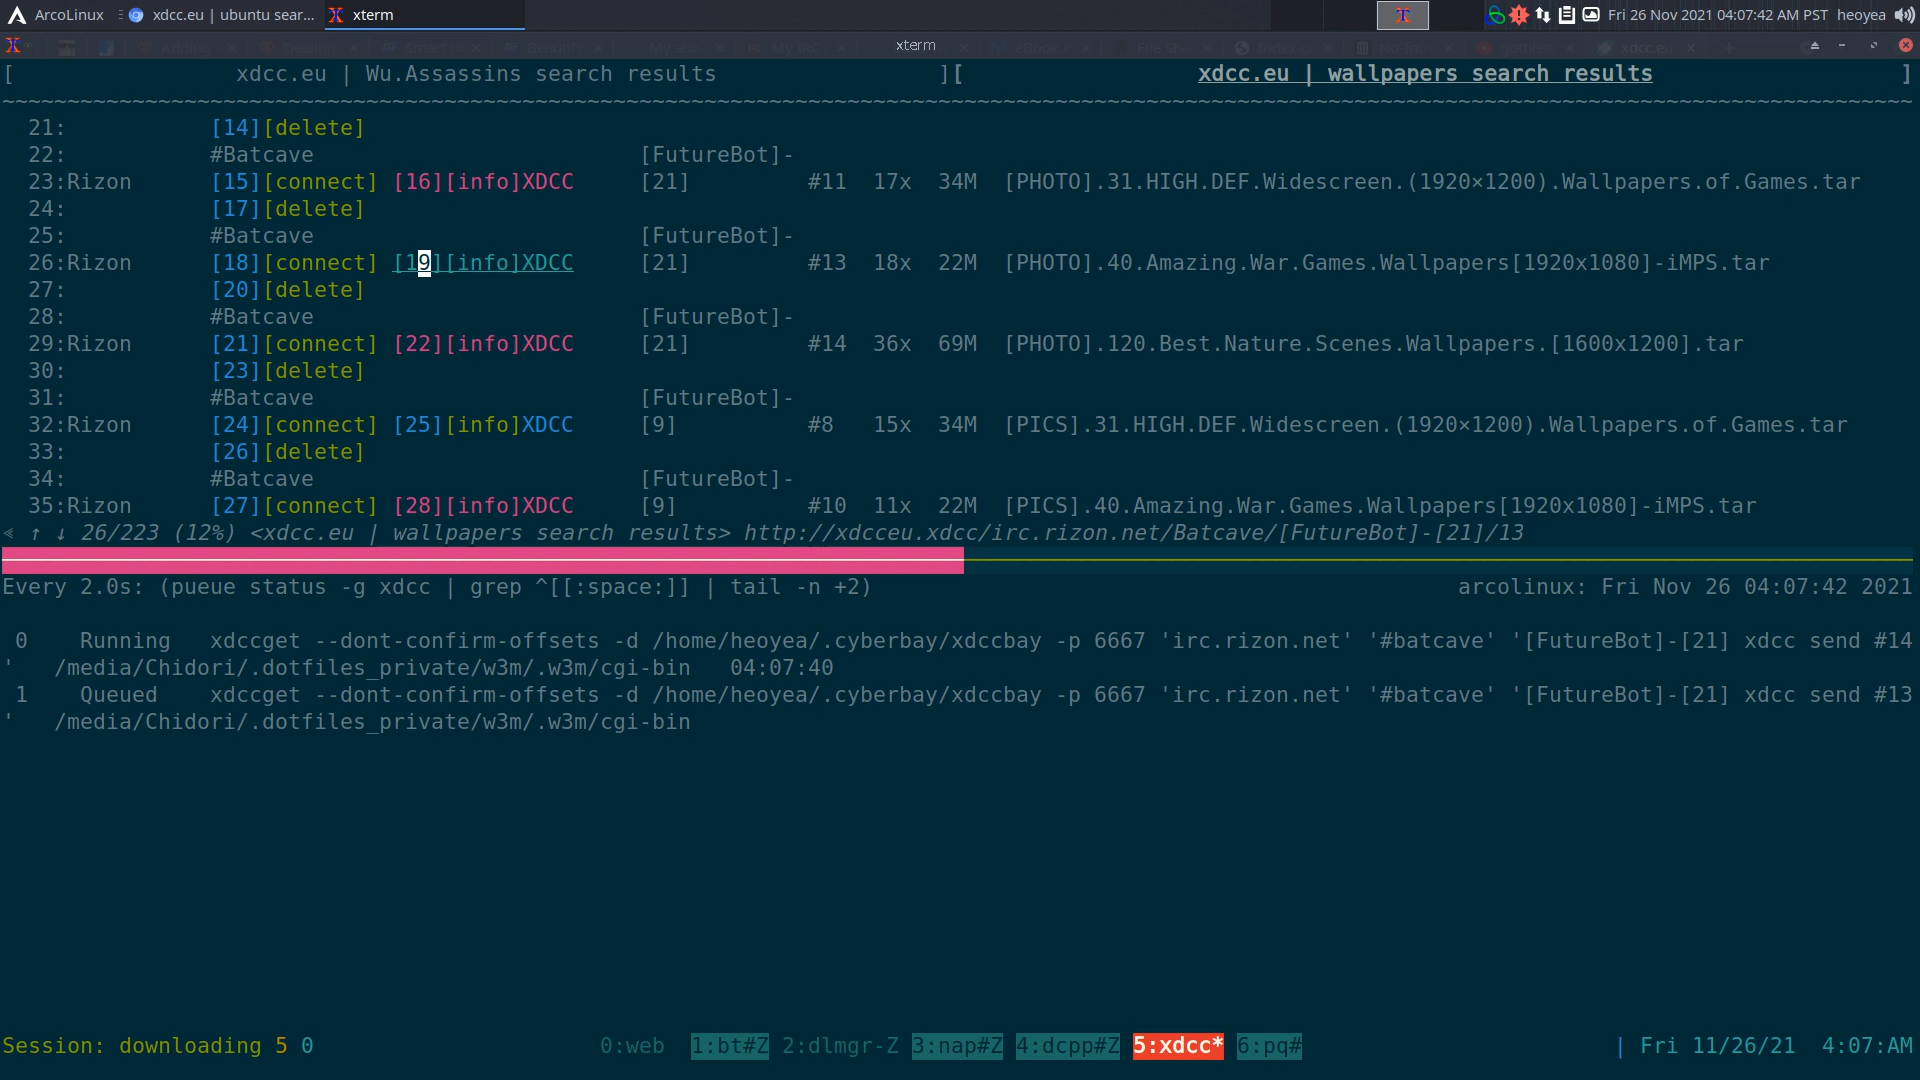 ArcoLinux xdcc.eu | ubuntu sear... xterm Fri 26 Nov 2021 04:07:42 AM PST heoyea
xterm
[ xdcc.eu | Wu.Assassins search results ][ xdcc.eu | wallpapers search results ]
~~~~~~~~~~~~~~~~~~~~~~~~~~~~~~~~~~~~~~~~~~~~~~~~~~~~~~~~~~~~~~~~~~~~~~~~~~~~~~~~~~~~~~~~~~~~~~~~~~~~~~~~~~~~~~~~~~~~~~~~~~~~~~~~~~~~~~~~~~~~~~~~~~~
21: [14][delete]
22: #Batcave [FutureBot]-
23:Rizon [15][connect] [16][info]XDCC [21] #11 17x 34M [PHOTO].31.HIGH.DEF.Widescreen.(1920×1200).Wallpapers.of.Games.tar
24: [17][delete]
25: #Batcave [FutureBot]-
26:Rizon [18][connect] [19][info]XDCC [21] #13 18x 22M [PHOTO].40.Amazing.War.Games.Wallpapers[1920x1080]-iMPS.tar
27: [20][delete]
28: #Batcave [FutureBot]-
29:Rizon [21][connect] [22][info]XDCC [21] #14 36x 69M [PHOTO].120.Best.Nature.Scenes.Wallpapers.[1600x1200].tar
30: [23][delete]
31: #Batcave [FutureBot]-
32:Rizon [24][connect] [25][info]XDCC [9] #8 15x 34M [PICS].31.HIGH.DEF.Widescreen.(1920×1200).Wallpapers.of.Games.tar
33: [26][delete]
34: #Batcave [FutureBot]-
35:Rizon [27][connect] [28][info]XDCC [9] #10 11x 22M [PICS].40.Amazing.War.Games.Wallpapers[1920x1080]-iMPS.tar
« ↑ ↓ 26/223 (12%) <xdcc.eu | wallpapers search results> http://xdcceu.xdcc/irc.rizon.net/Batcave/[FutureBot]-[21]/13
Every 2.0s: (pueue status -g xdcc | grep ^[[:space:]] | tail -n +2) arcolinux: Fri Nov 26 04:07:42 2021
0 Running xdccget --dont-confirm-offsets -d /home/heoyea/.cyberbay/xdccbay -p 6667 'irc.rizon.net' '#batcave' '[FutureBot]-[21] xdcc send #14
' /media/Chidori/.dotfiles_private/w3m/.w3m/cgi-bin 04:07:40
1 Queued xdccget --dont-confirm-offsets -d /home/heoyea/.cyberbay/xdccbay -p 6667 'irc.rizon.net' '#batcave' '[FutureBot]-[21] xdcc send #13
' /media/Chidori/.dotfiles_private/w3m/.w3m/cgi-bin
Session: downloading 5 0 0:web 1:bt#Z 2:dlmgr-Z 3:nap#Z 4:dcpp#Z 5:xdcc* 6:pq# | Fri 11/26/21 4:07:AM